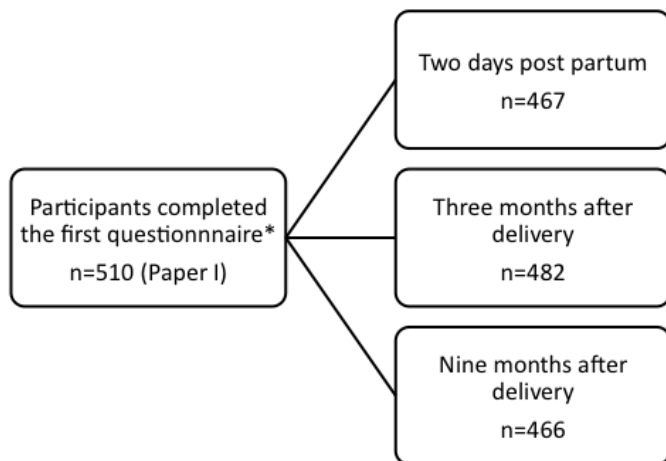 Participants completed
the first questionnnaire*
n=510 (Paper I)
Two days post partum
n=467
Three months after
delivery
n=482
Nine months after
delivery
n=466